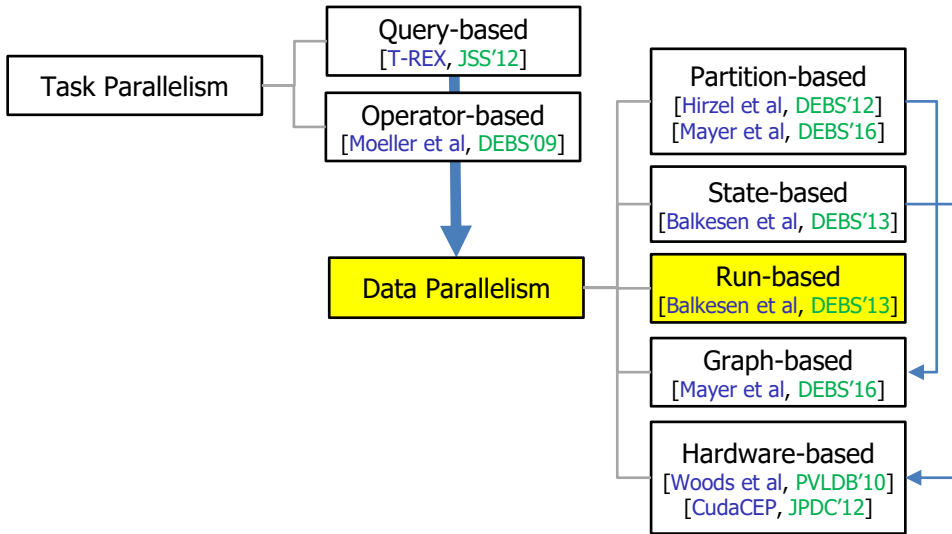 Task Parallelism
Query-based
[T-REX, JSS'12]
Operator-based
[Moeller et al, DEBS'09]
Data Parallelism
Partition-based
[Hirzel et al, DEBS'12]
[Mayer et al, DEBS'16]
State-based
[Balkesen et al, DEBS'13]
Run-based
[Balkesen et al, DEBS'13]
Graph-based
[Mayer et al, DEBS'16]
Hardware-based
[Woods et al, PVLDB'10]
[CudaCEP, JPDC'12]